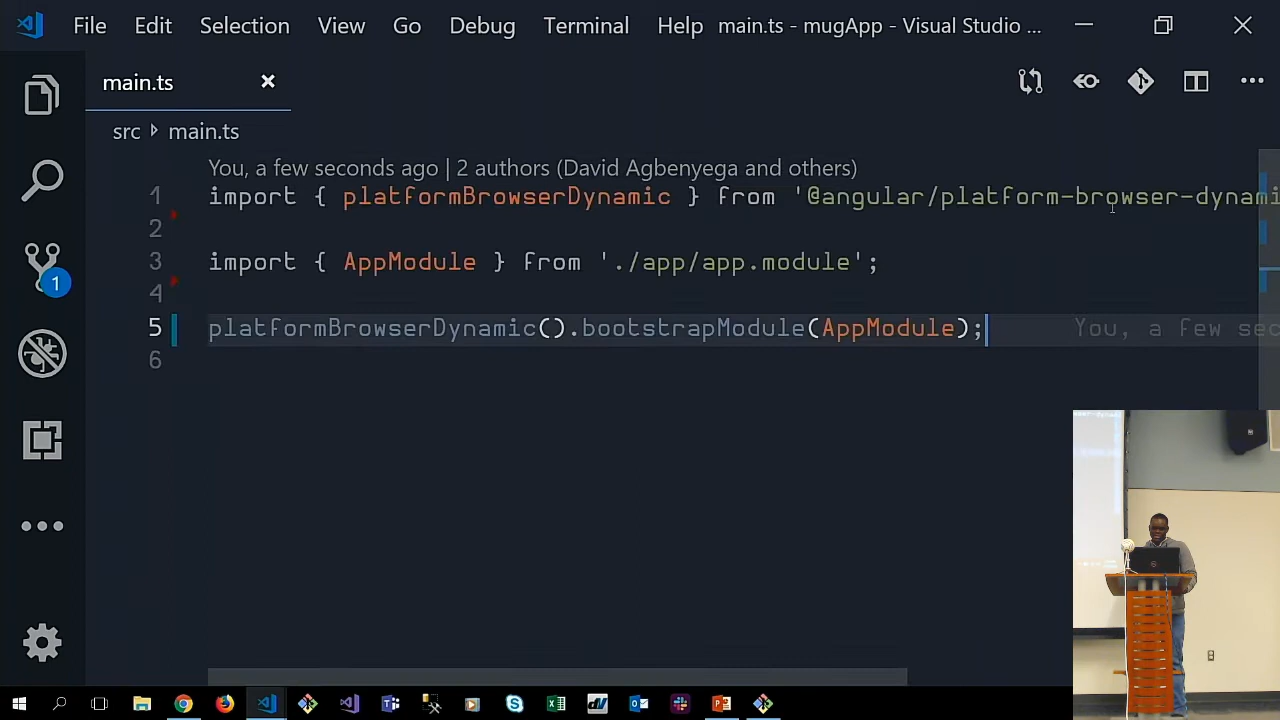 File Edit Selection View Go Debug Terminal Help main.ts - mugApp - Visual Studio ...
main.ts
src main.ts
You, a few seconds ago | 2 authors (David Agbenyega and others)
1 import { platformBrowserDynamic } from '@angular/platform-browser-dynami
2
3 import { AppModule } from './app/app.module';
4
5 platformBrowserDynamic().bootstrapModule(AppModule); You, a few sec
6
1